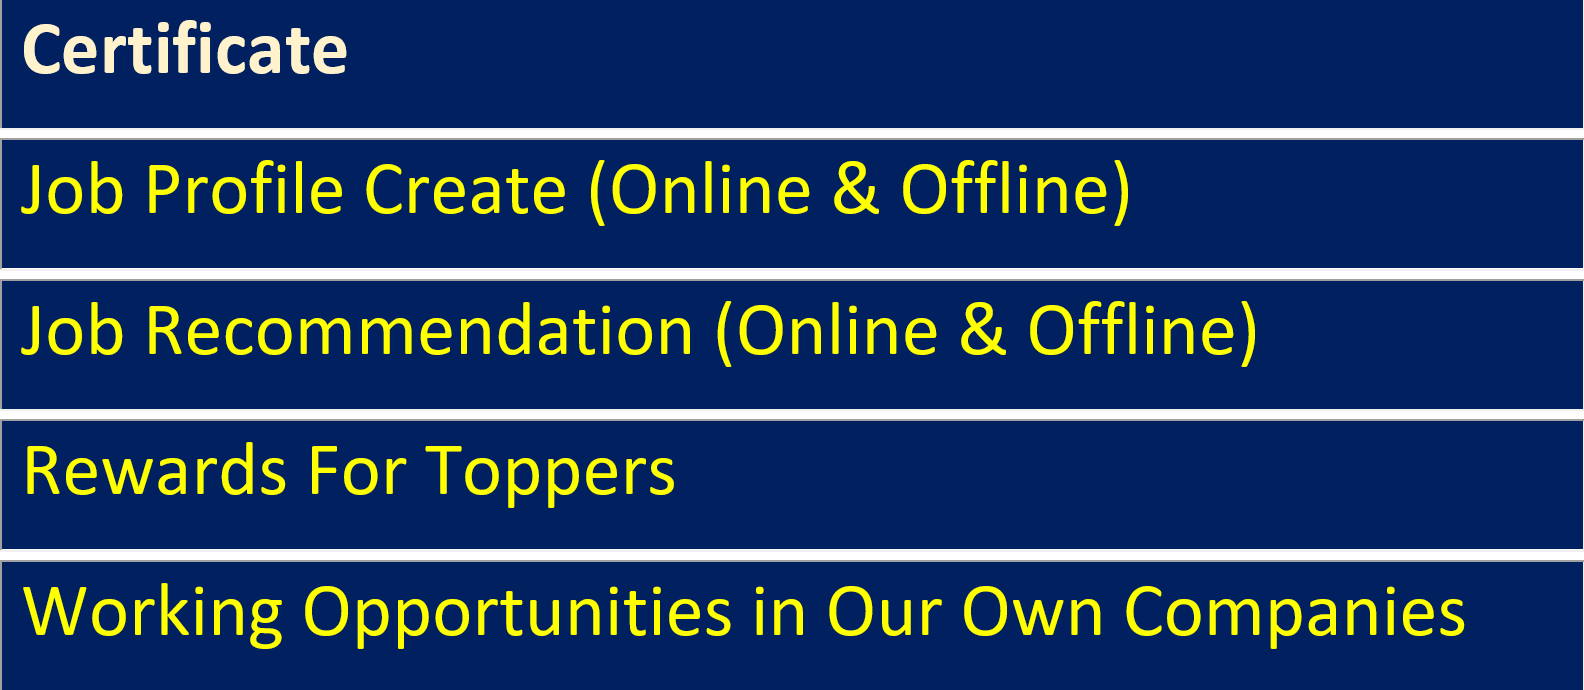 Certificate
Job Profile Create (Online & Offline)
Job Recommendation (Online & Offline)
Rewards For Toppers
Working Opportunities in Our Own Companies